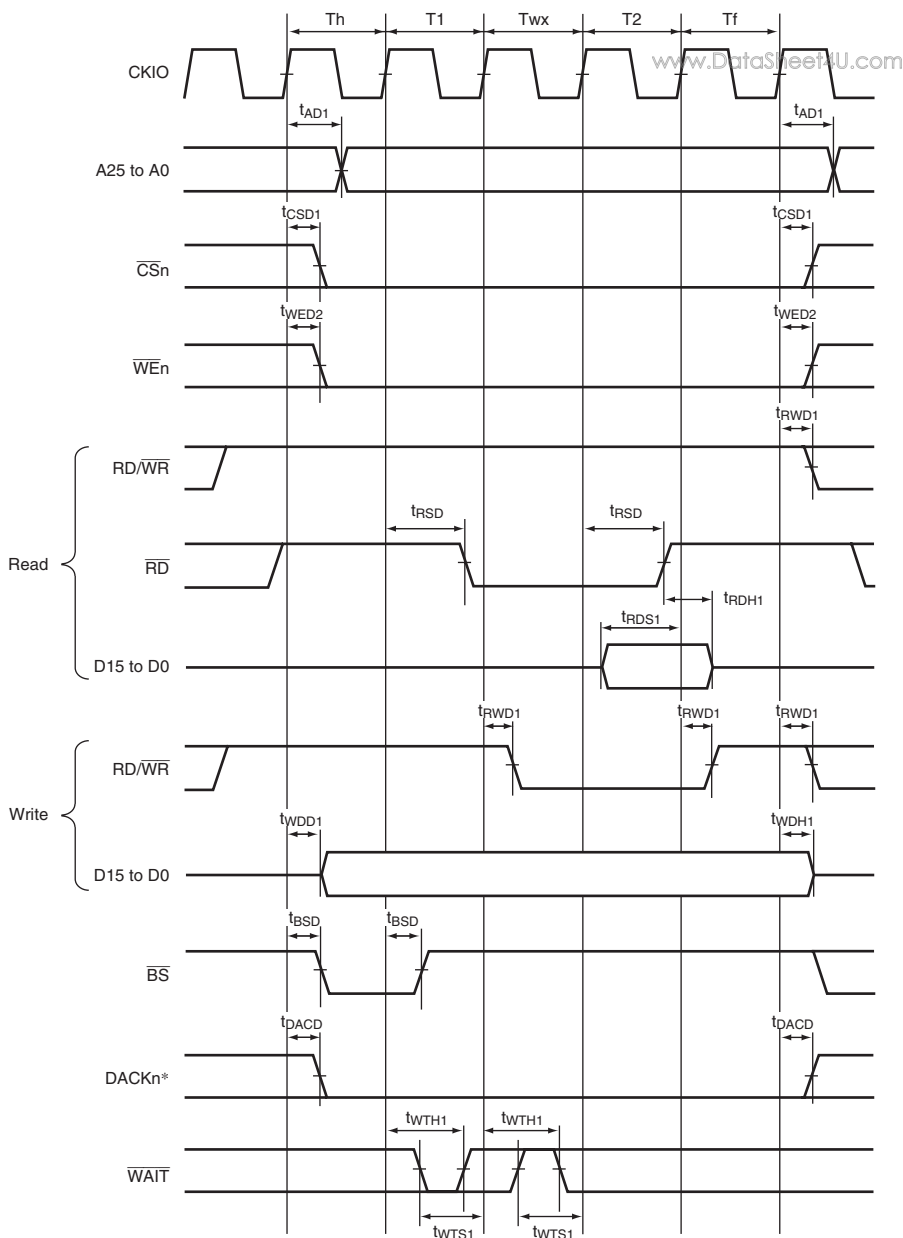 Th T1 Twx T2 Tf
www.DataSheet4U.com
CKIO
tAD1 tAD1
A25 to A0
tCSD1 tCSD1
CSn
tWED2 tWED2
WEn
tRWD1
Read
RD/WR
tRSD tRSD
RD
tRDH1
tRDS1
D15 to D0
tRWD1 tRWD1 tRWD1
Write
RD/WR
tWDD1 tWDH1
D15 to D0
tBSD tBSD
BS
tDACD tDACD
DACKn*
tWTH1 tWTH1
WAIT
tWTS1 tWTS1